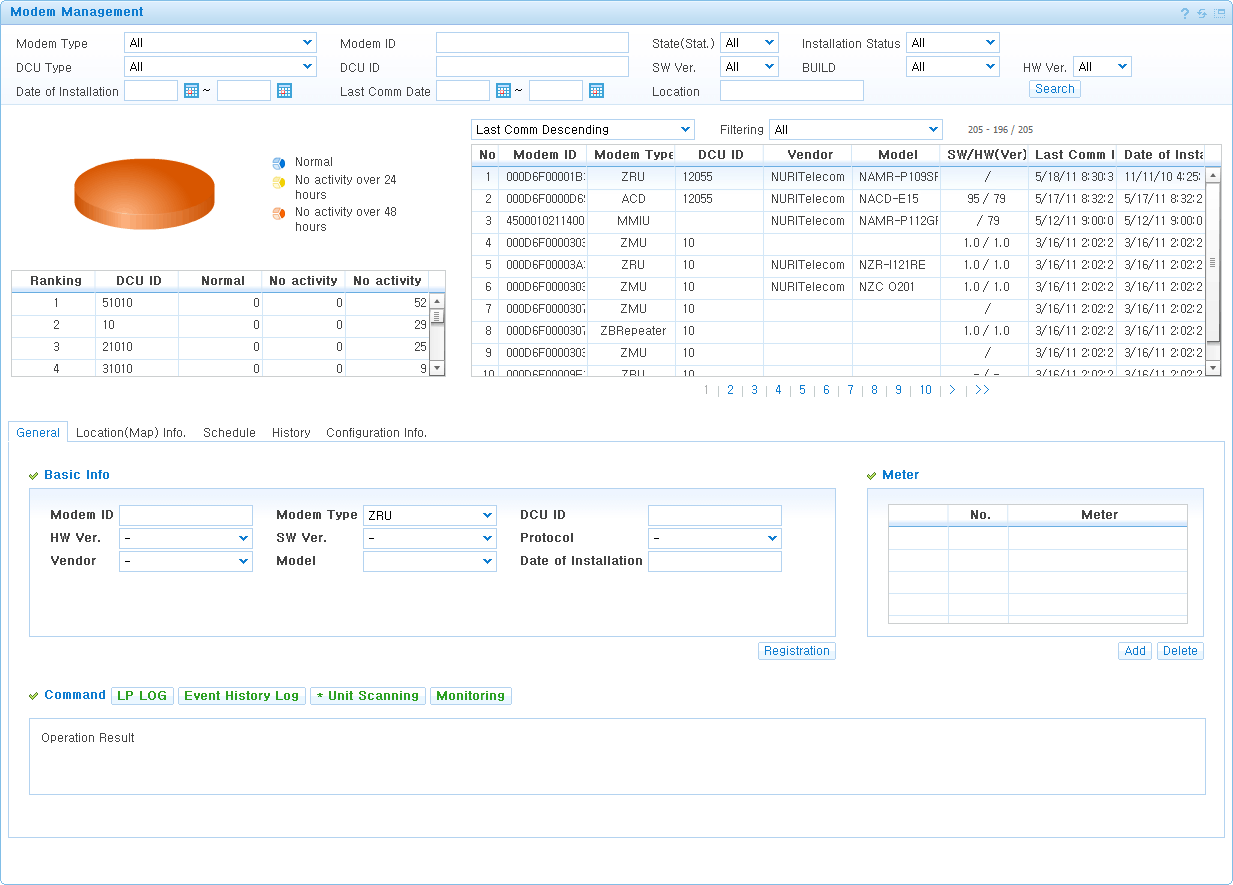 Modem Management
Modem Type All Modem ID State(Stat.) All Installation Status All
DCU Type All DCU ID SW Ver. All BUILD All HW Ver. All
Date of Installation ~ Last Comm Date ~ Location Search
Last Comm Descending Filtering All 205 - 196 / 205
Normal
No activity over 24
hours
No activity over 48
hours
Ranking DCU ID Normal No activity No activity
1 51010 0 0 52
2 10 0 0 29
3 21010 0 0 25
4 31010 0 0 9
No Modem ID Modem Type DCU ID Vendor Model SW/HW(Ver) Last Comm Date of Insta
1 000D6F00001B ZRU 12055 NURITelecom NAMR-P109SF / 5/18/11 8:30:3 11/11/10 4:25:
2 000D6F0000D6 ACD 12055 NURITelecom NACD-E15 95 / 79 5/17/11 8:32:2 5/17/11 8:32:2
3 4500010211400 MMIU NURITelecom NAMR-P112GF / 79 5/12/11 9:00:0 5/12/11 9:00:0
4 000D6F0000303 ZMU 10 1.0 / 1.0 3/16/11 2:02:2 3/16/11 2:02:2
5 000D6F00003A ZRU 10 NURITelecom NZR-I121RE 1.0 / 1.0 3/16/11 2:02:2 3/16/11 2:02:2
6 000D6F0000303 ZMU 10 NURITelecom NZC O201 1.0 / 1.0 3/16/11 2:02:2 3/16/11 2:02:2
7 000D6F0000307 ZMU 10 / 3/16/11 2:02:2 3/16/11 2:02:2
8 000D6F0000307 ZBRepeater 10 1.0 / 1.0 3/16/11 2:02:2 3/16/11 2:02:2
9 000D6F0000303 ZMU 10 / 3/16/11 2:02:2 3/16/11 2:02:2
10 000D6F00009E ZRU 10 - / - 3/16/11 2:02:2 3/16/11 2:02:2
1 | 2 | 3 | 4 | 5 | 6 | 7 | 8 | 9 | 10 | > | >>
General Location(Map) Info. Schedule History Configuration Info.
Basic Info
Modem ID Modem Type ZRU DCU ID
HW Ver. - SW Ver. - Protocol -
Vendor - Model Date of Installation
Registration
Meter
No. Meter
Add Delete
Command LP LOG Event History Log * Unit Scanning Monitoring
Operation Result